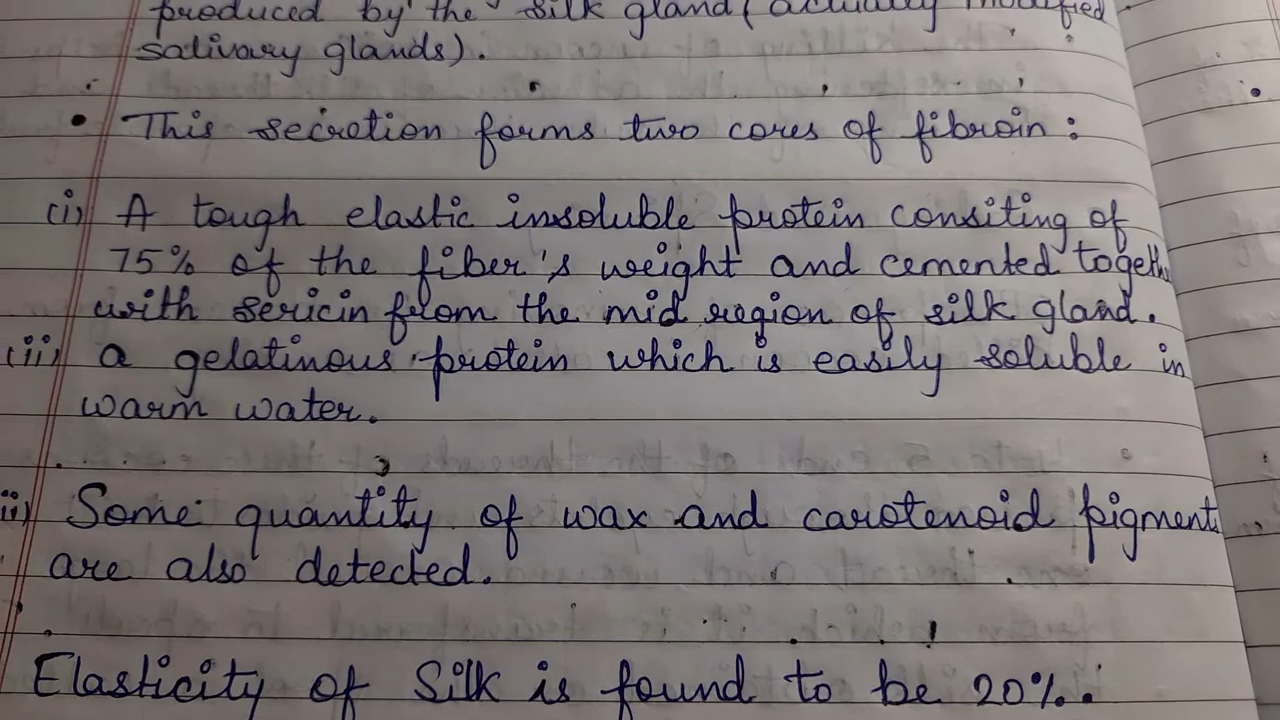 produced by the silk gland (actually modified
salivary glands).
• This secretion forms two cores of fibroin :
(i) A tough elastic insoluble protein consiting of
75% of the fiber's weight and cemented togethe
with sericin from the mid region of silk gland.
(ii) a gelatinous protein which is easily soluble in
warm water.
ii) Some quantity of wax and carotenoid pigment
are also detected.
Elasticity of Silk is found to be 20%.